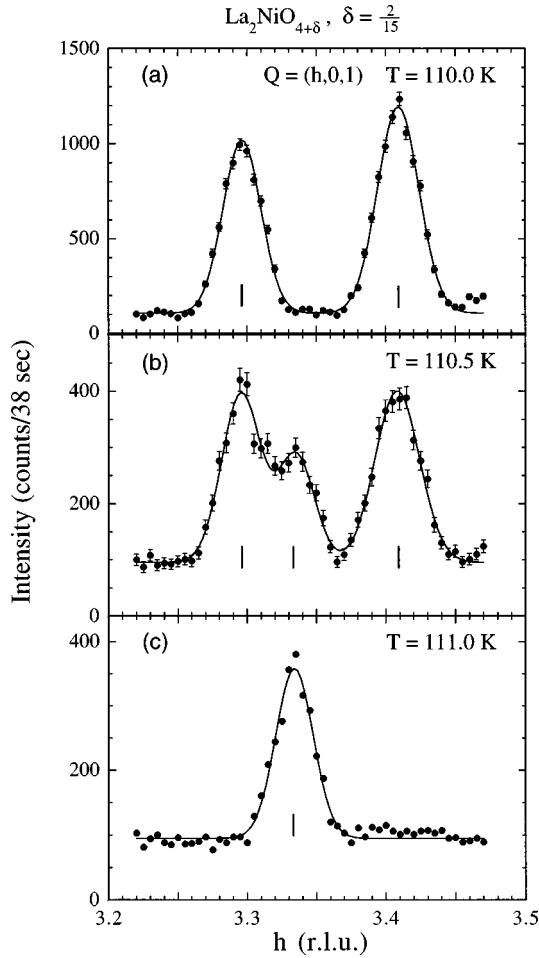 La₂NiO₄₊δ, δ = 2/15
1500
(a)
Q = (h,0,1)
T = 110.0 K
1000
500
0
(b)
T = 110.5 K
400
200
0
Intensity (counts/38 sec)
(c)
T = 111.0 K
400
200
0
3.2
3.3
3.4
3.5
h (r.l.u.)